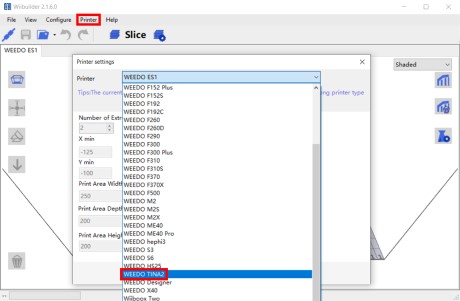 Wiibuilder 2.1.6.0
File View Configure Printer Help
Slice
WEEDO ES1
Shaded
Printer settings
Printer WEEDO ES1
Tips:The current
ing printer type
Number of Extr
2
X min
-125
Y min
-100
Print Area Width
250
Print Area Depth
200
Print Area Heigh
200
WEEDO F152 Plus
WEEDO F152S
WEEDO F192
WEEDO F192C
WEEDO F260
WEEDO F260D
WEEDO F290
WEEDO F300
WEEDO F300 Plus
WEEDO F310
WEEDO F310S
WEEDO F370
WEEDO F370X
WEEDO F500
WEEDO M2
WEEDO M2S
WEEDO M2X
WEEDO ME40
WEEDO ME40 Pro
WEEDO hephi3
WEEDO S3
WEEDO S6
WEEDO HS25
WEEDO TINA2
WEEDO Designer
WEEDO X40
Wiiboox Two